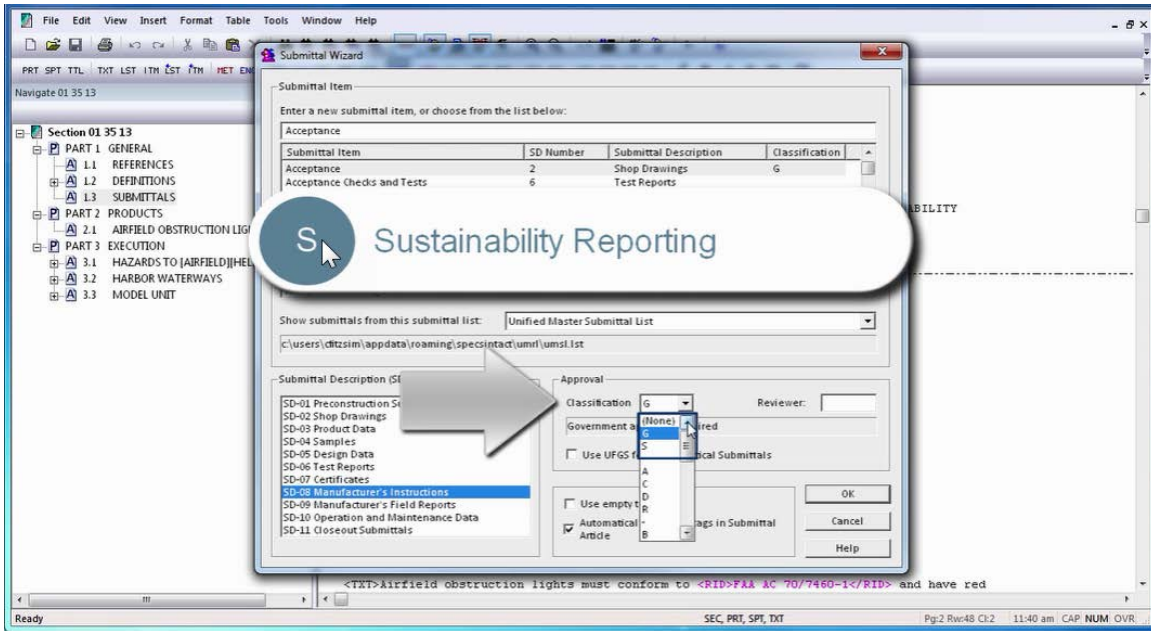 File Edit View Insert Format Table Tools Window Help
PRT SPT TTL TXT LST ITM LST ITM MET
Submittal Wizard
Navigate 01 35 13
Section 01 35 13
PART 1 GENERAL
1.1 REFERENCES
1.2 DEFINITIONS
1.3 SUBMITTALS
PART 2 PRODUCTS
2.1 AIRFIELD OBSTRUCTION
PART 3 EXECUTION
3.1 HAZARDS TO [AIRFIELD]
3.2 HARBOR WATERWAYS
3.3 MODEL UNIT
Submittal Item
Enter a new submittal item, or choose from the list below:
Acceptance
Submittal Item SD Number Submittal Description Classification
Acceptance 2 Shop Drawings G
Acceptance Checks and Tests 6 Test Reports
S Sustainability Reporting
Show submittals from this submittal list: Unified Master Submittal List
c:\users\ditzsim\appdata\roaming\specsintact\umrl\umsl.lst
Submittal Description
SD-01 Preconstruction
SD-02 Shop Drawings
SD-03 Product Data
SD-04 Samples
SD-05 Design Data
SD-06 Test Reports
SD-07 Certificates
SD-08 Manufacturer's Instructions
SD-09 Manufacturer's Field Reports
SD-10 Operation and Maintenance Data
SD-11 Closeout Submittals
Approval
Classification G Reviewer:
Government
Use UFGS Submittals
(None)
G
S
A
C
D
R
-
B
Use empty
tags in Submittal
Article
OK
Cancel
Help
<TXT>Airfield obstruction lights must conform to <RID>FAA AC 70/7460-1</RID> and have red
Ready SEC, PRT, SPT, TXT Pg:2 Rw:48 Cl:2 11:40 am CAP NUM OVR